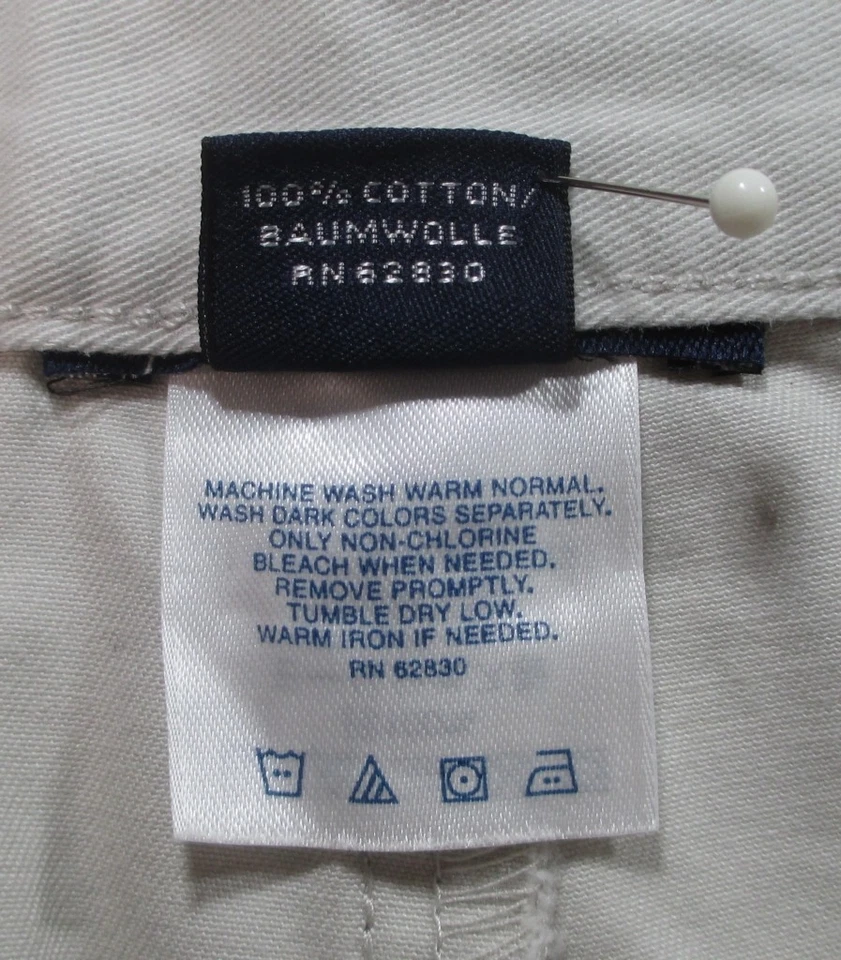 100% COTTON/
BAUMWOLLE
RN 62830
MACHINE WASH WARM NORMAL.
WASH DARK COLORS SEPARATELY.
ONLY NON-CHLORINE
BLEACH WHEN NEEDED.
REMOVE PROMPTLY.
TUMBLE DRY LOW.
WARM IRON IF NEEDED.
RN 62830